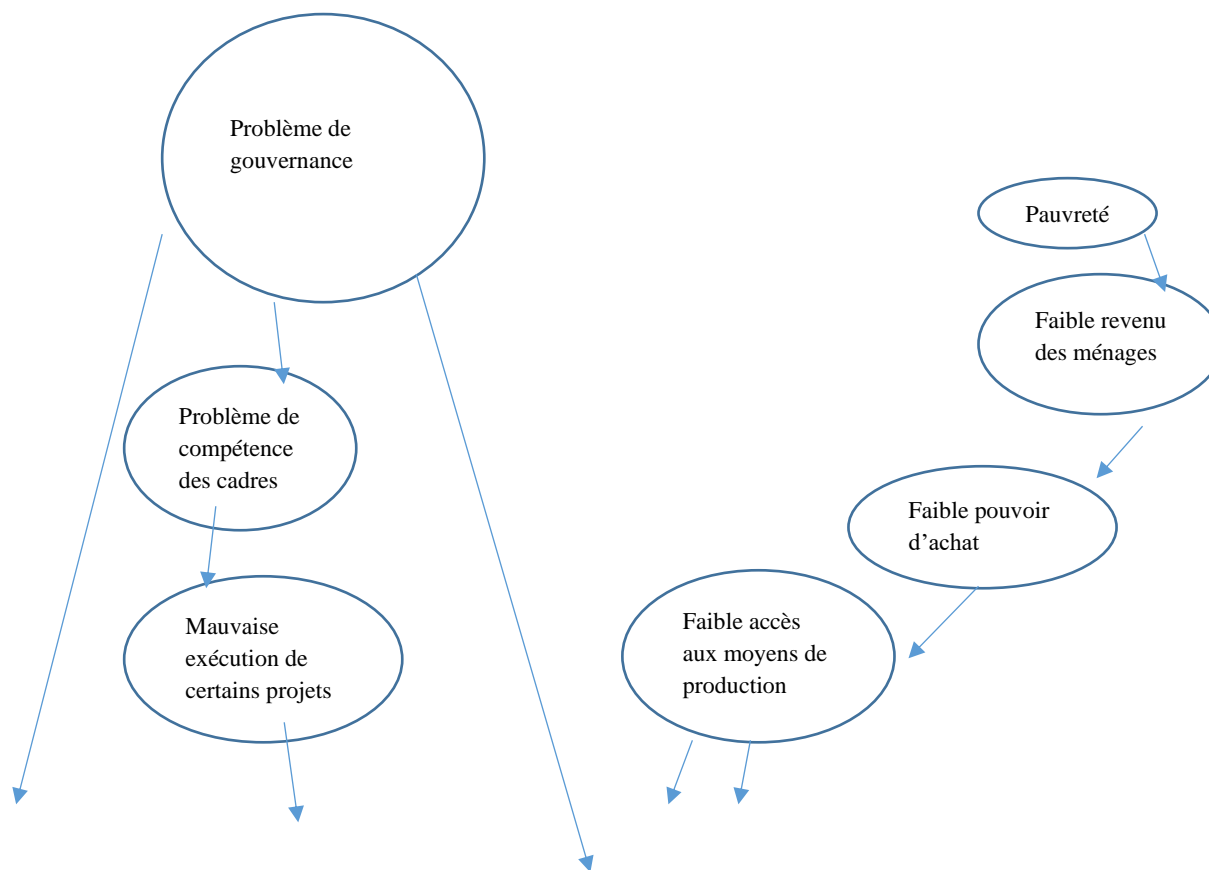 Problème de
gouvernance
Pauvreté
Faible revenu
des ménages
Problème de
compétence
des cadres
Faible pouvoir
d’achat
Mauvaise
exécution de
certains projets
Faible accès
aux moyens de
production